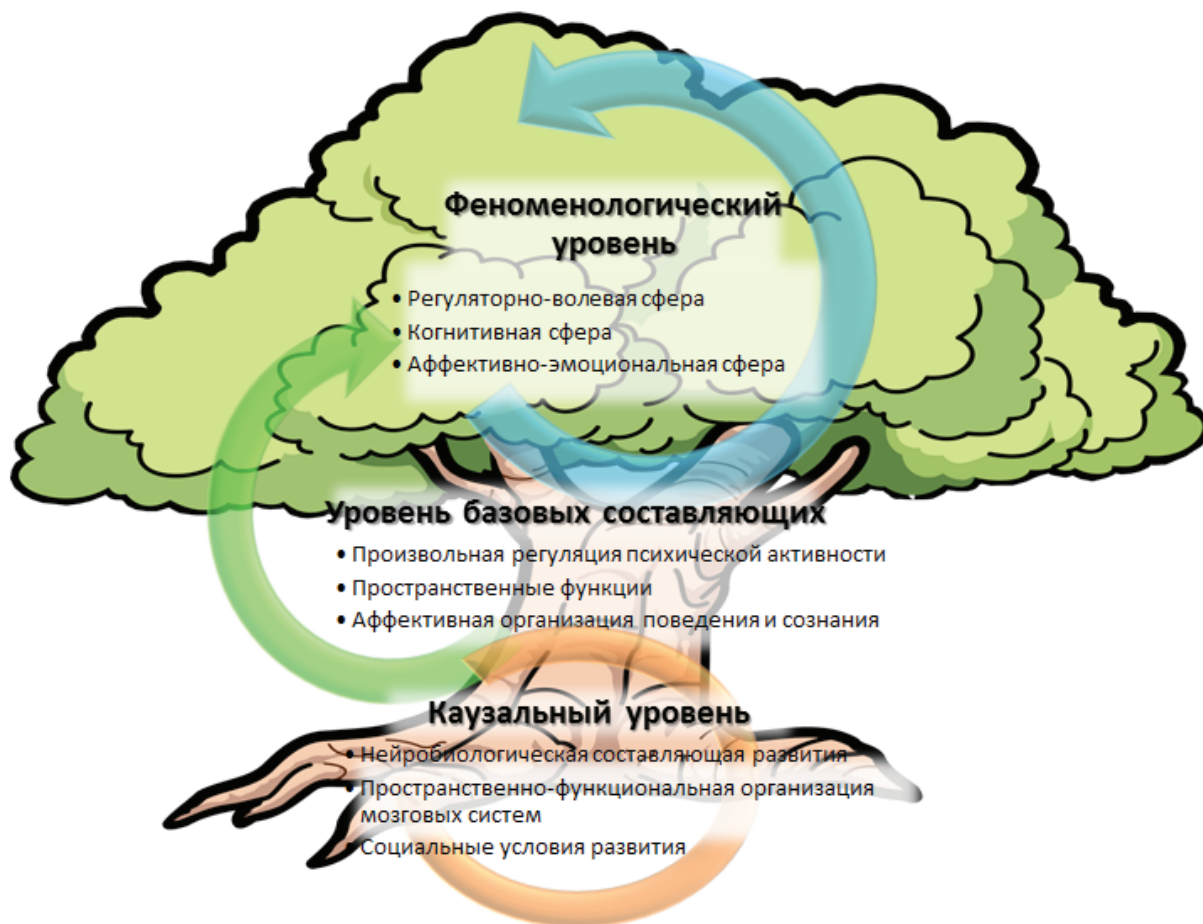 Феноменологический
уровень
• Регуляторно-волевая сфера
• Когнитивная сфера
• Аффективно-эмоциональная сфера
Уровень базовых составляющих
• Произвольная регуляция психической активности
• Пространственные функции
• Аффективная организация поведения и сознания
Каузальный уровень
• Нейробиологическая составляющая развития
• Пространственно-функциональная организация
мозговых систем
• Социальные условия развития